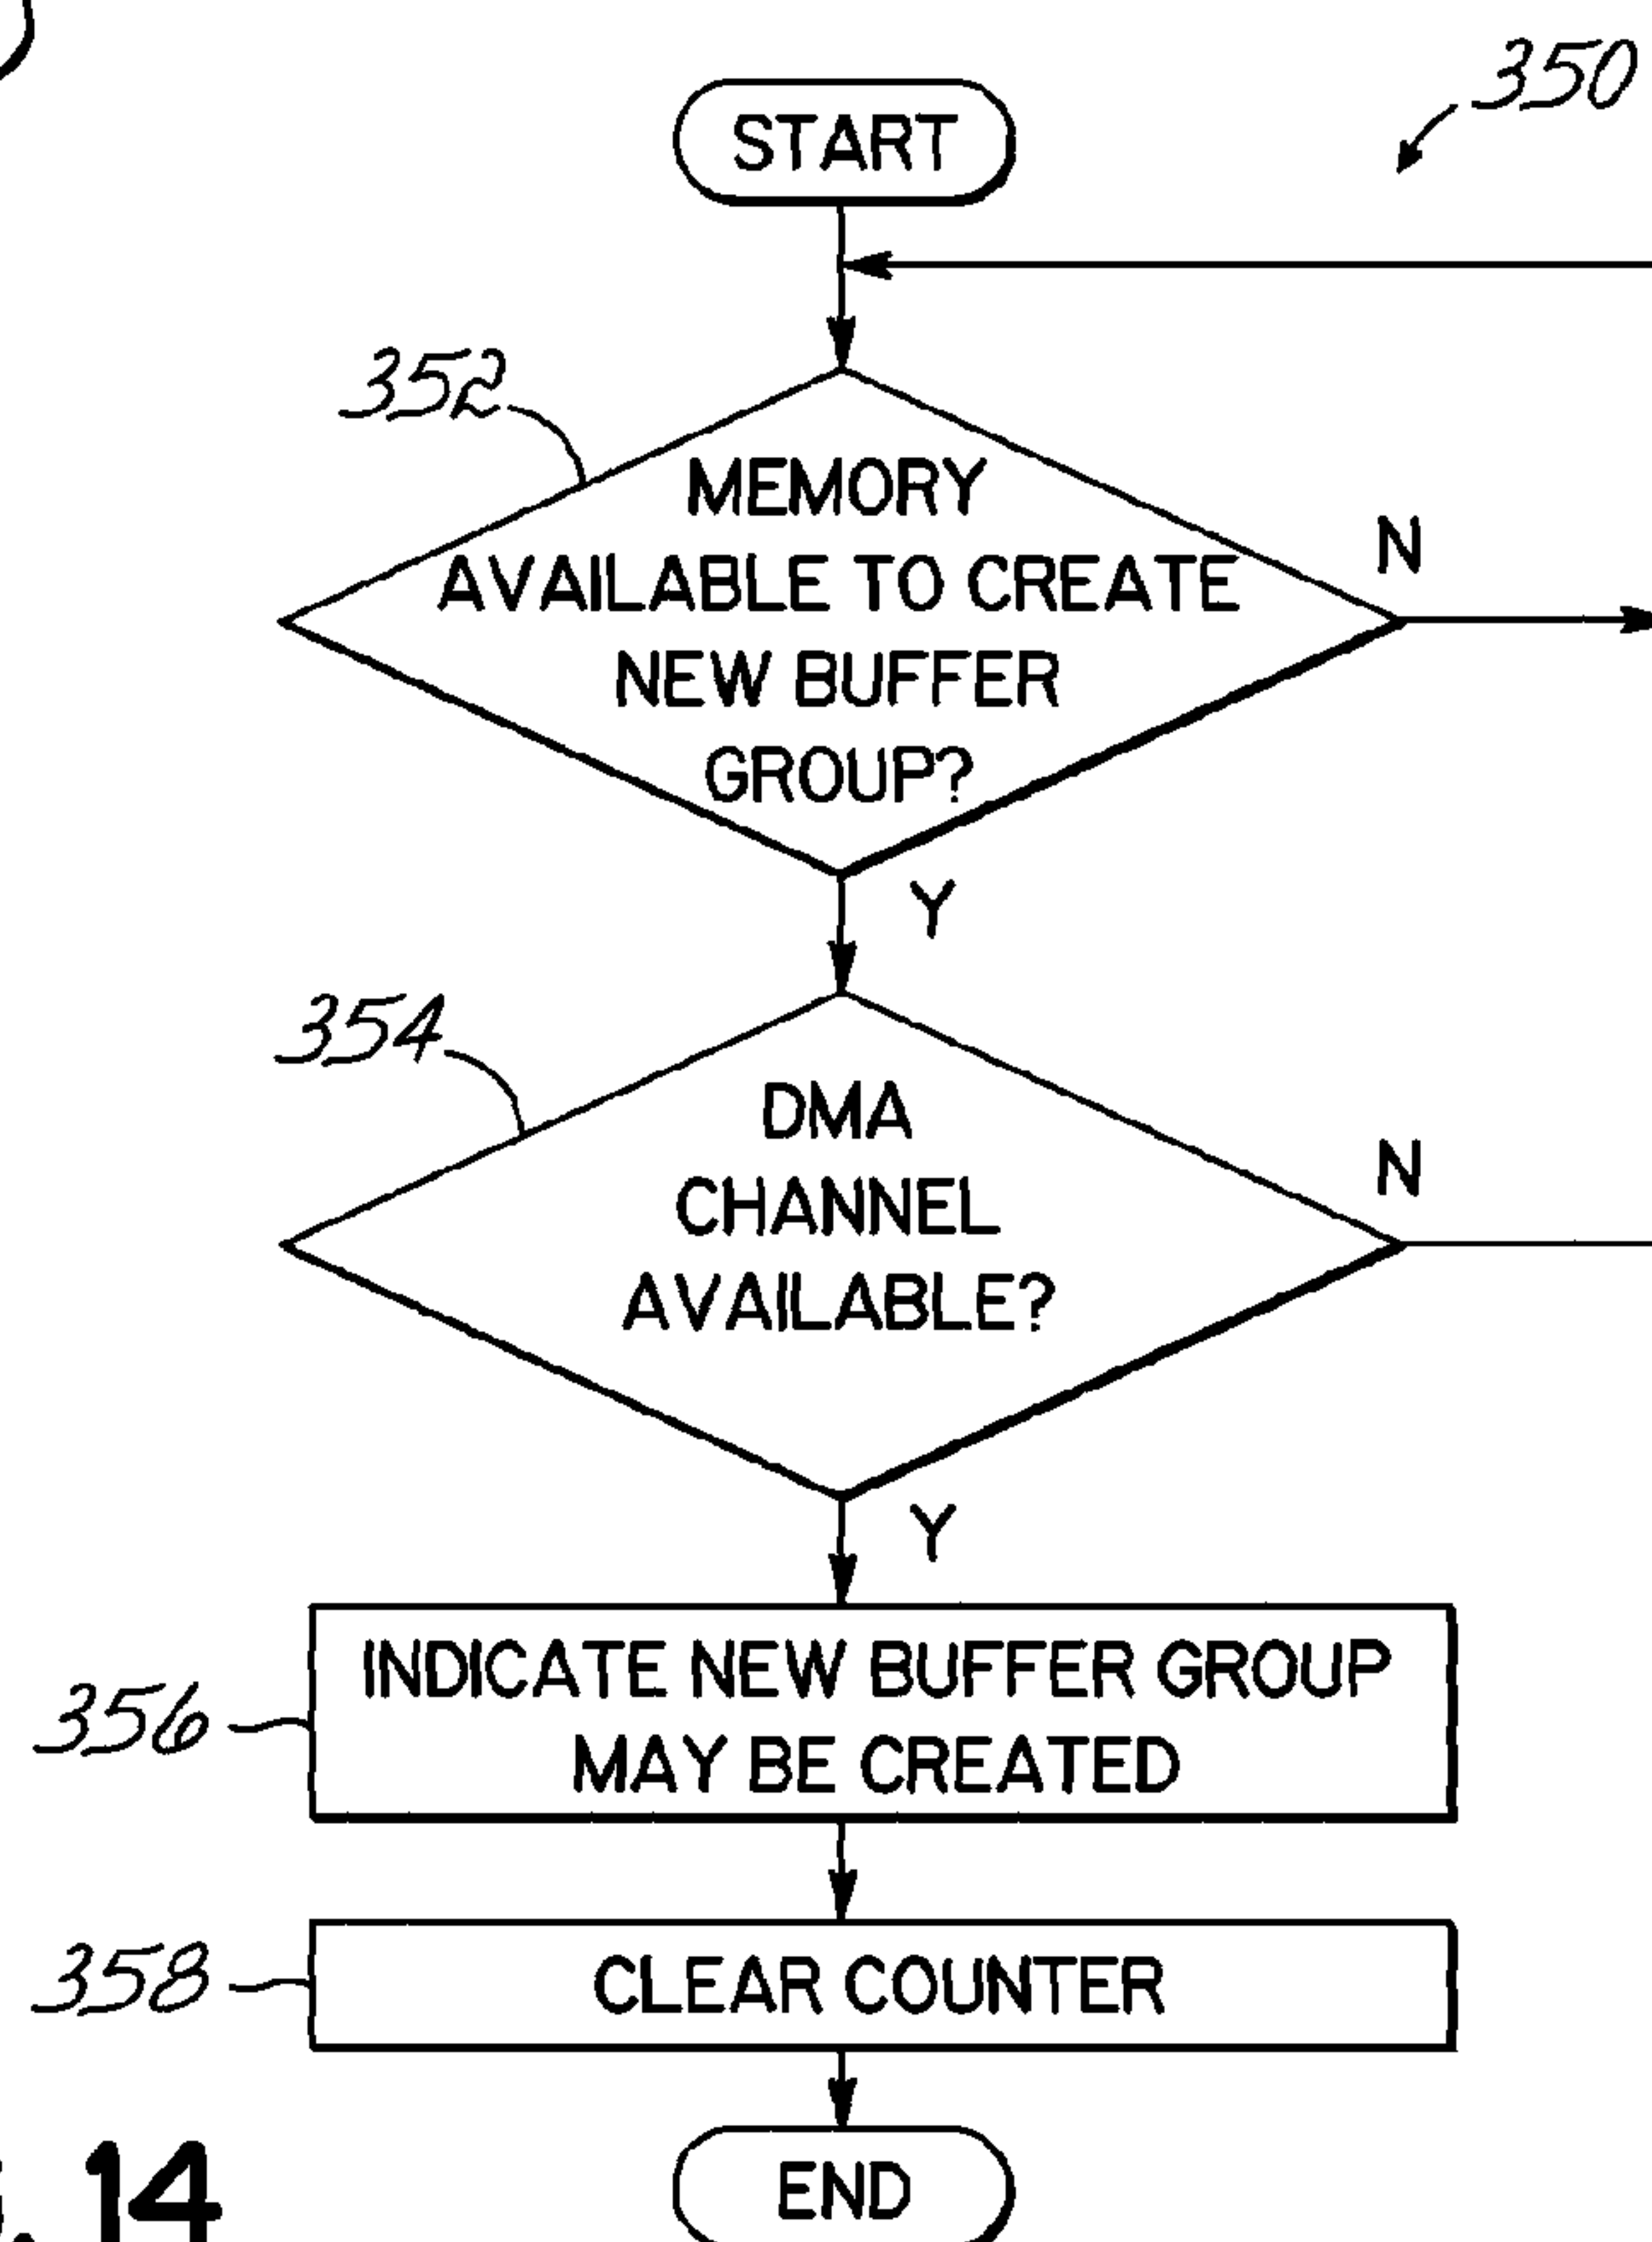 350
START
352
MEMORY
AVAILABLE TO CREATE
NEW BUFFER
GROUP?
N
Y
354
DMA
CHANNEL
AVAILABLE?
N
Y
356
INDICATE NEW BUFFER GROUP
MAY BE CREATED
358
CLEAR COUNTER
END
14